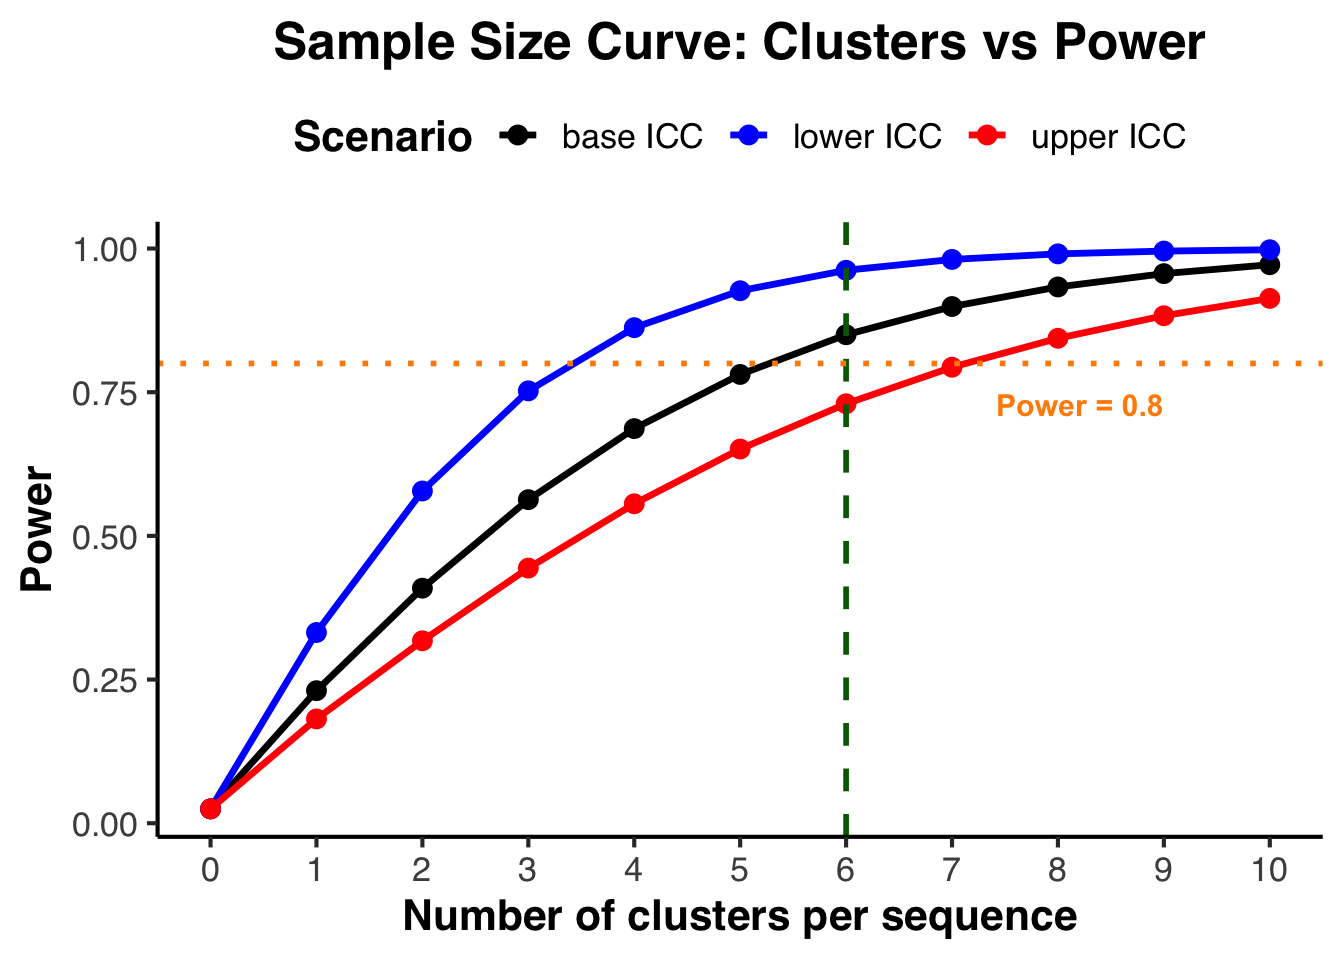 Sample Size Curve: Clusters vs Power
Scenario base ICC lower ICC upper ICC
1.00
0.75
0.50
0.25
0.00
Power
Power = 0.8
0 1 2 3 4 5 6 7 8 9 10
Number of clusters per sequence